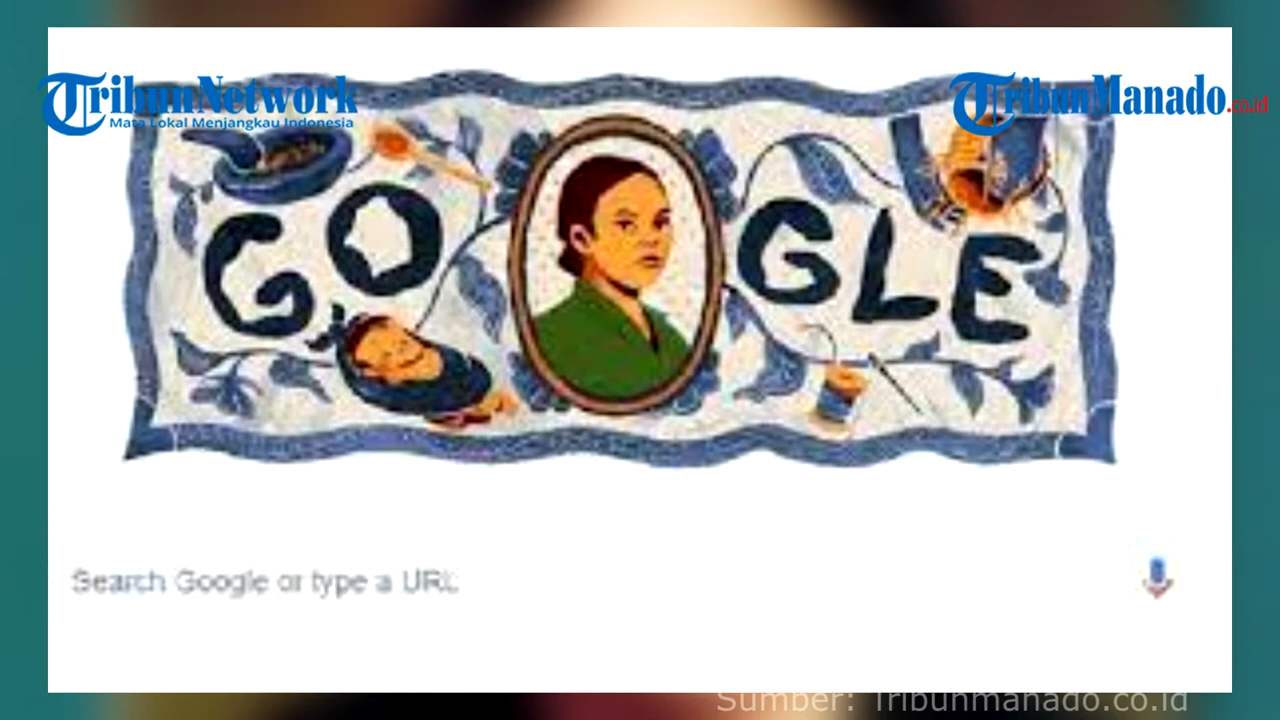 TribunNetwork
Mata Lokal Menjangkau Indonesia
TribunManado.co.id
GOOGLE
Search Google or type a URL
Sumber: Tribunmanado.co.id